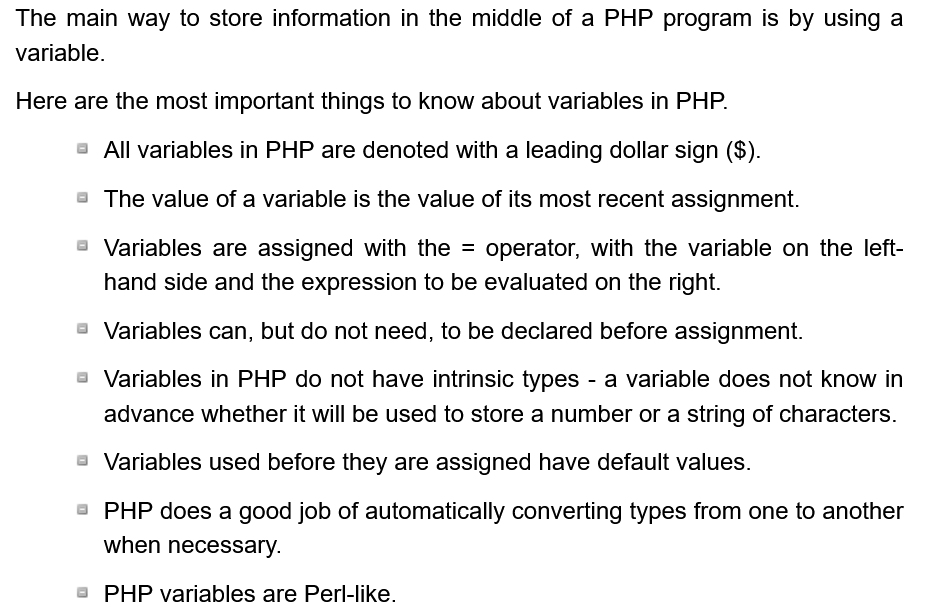 The main way to store information in the middle of a PHP program is by using a
variable.
Here are the most important things to know about variables in PHP.
All variables in PHP are denoted with a leading dollar sign ($).
The value of a variable is the value of its most recent assignment.
Variables are assigned with the = operator, with the variable on the left-
hand side and the expression to be evaluated on the right.
Variables can, but do not need, to be declared before assignment.
Variables in PHP do not have intrinsic types - a variable does not know in
advance whether it will be used to store a number or a string of characters.
Variables used before they are assigned have default values.
PHP does a good job of automatically converting types from one to another
when necessary.
PHP variables are Perl-like.